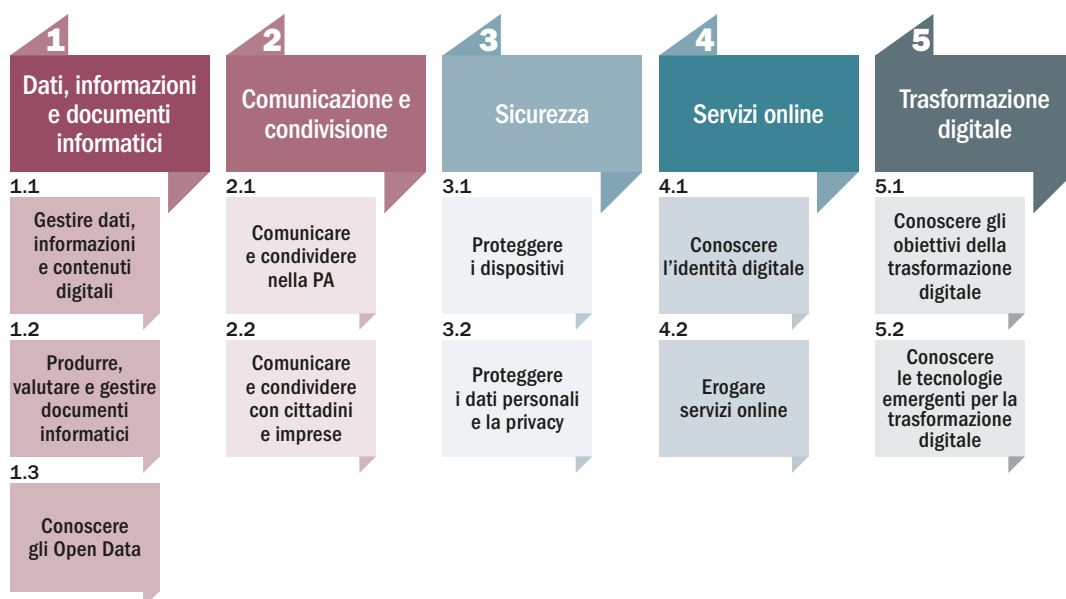 1
Dati, informazioni
e documenti
informatici
1.1
Gestire dati,
informazioni
e contenuti
digitali
1.2
Produrre,
valutare e gestire
documenti
informatici
1.3
Conoscere
gli Open Data
2
Comunicazione e
condivisione
2.1
Comunicare
e condividere
nella PA
2.2
Comunicare
e condividere
con cittadini
e imprese
3
Sicurezza
3.1
Proteggere
i dispositivi
3.2
Proteggere
i dati personali
e la privacy
4
Servizi online
4.1
Conoscere
l’identità digitale
4.2
Erogare
servizi online
5
Trasformazione
digitale
5.1
Conoscere gli
obiettivi della
trasformazione
digitale
5.2
Conoscere
le tecnologie
emergenti per la
trasformazione
digitale